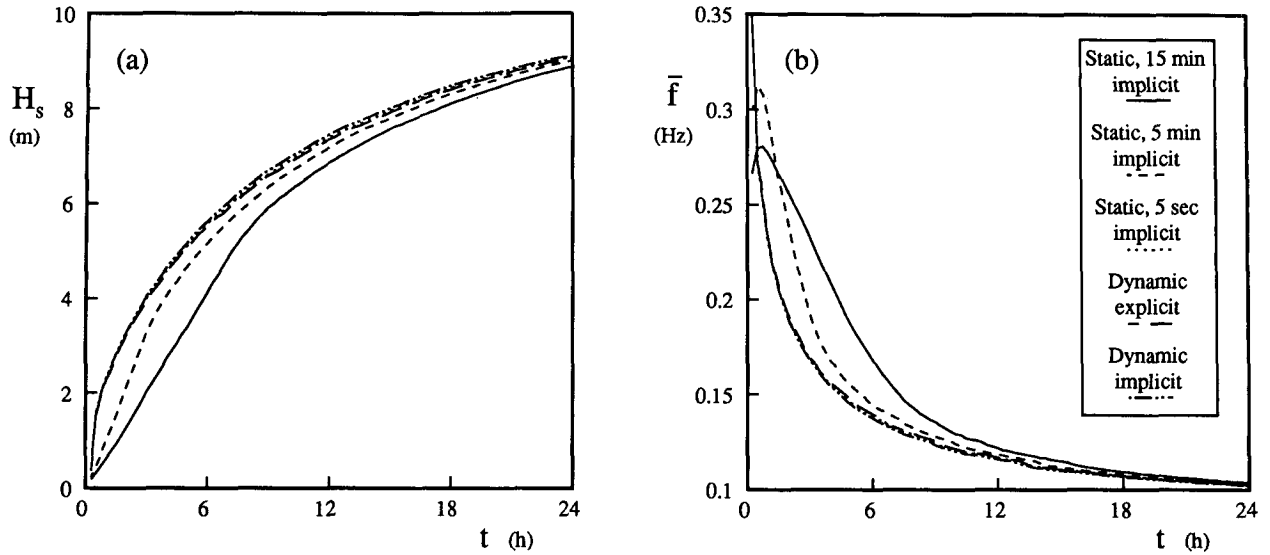 10
8
6
4
2
0
H_s
(m)
(a)
0
6
12
18
24
t (h)
0.35
0.3
0.25
0.2
0.15
0.1
f̄
(Hz)
(b)
0
6
12
18
24
t (h)
Static, 15 min
implicit
Static, 5 min
implicit
Static, 5 sec
implicit
Dynamic
explicit
Dynamic
implicit